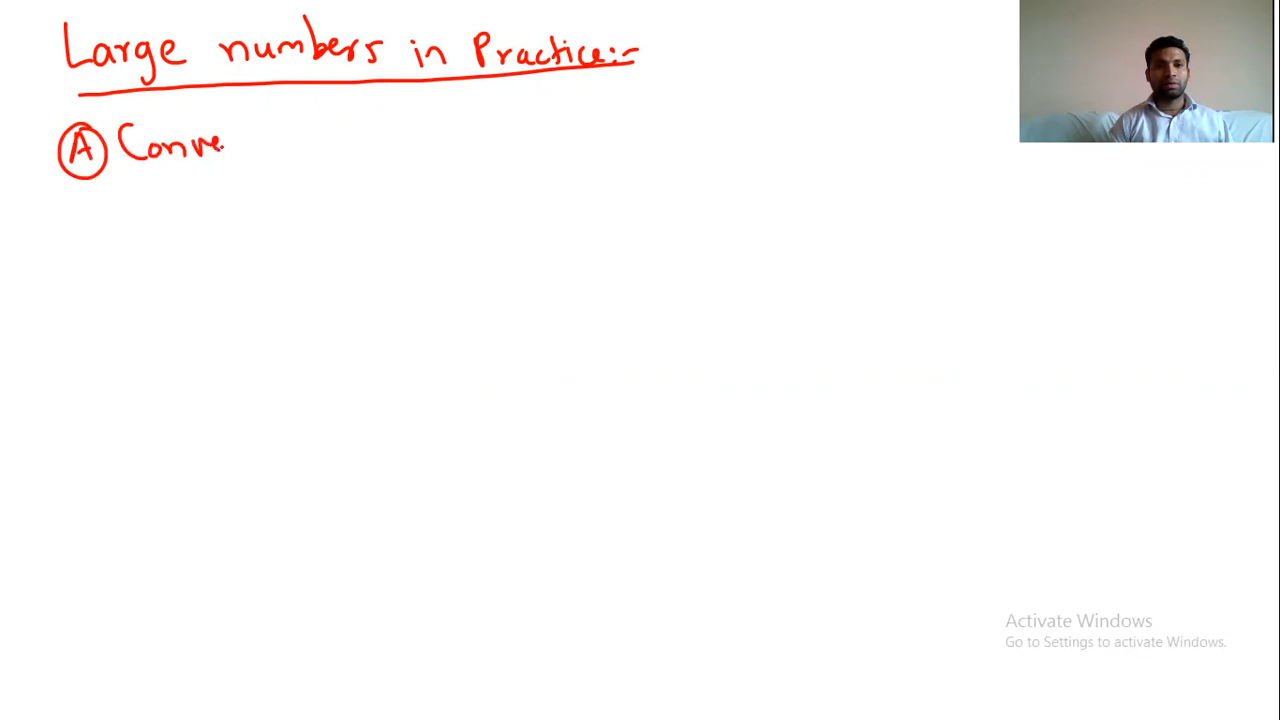 Large numbers in Practice:-
A Conve
Activate Windows
Go to Settings to activate Windows.